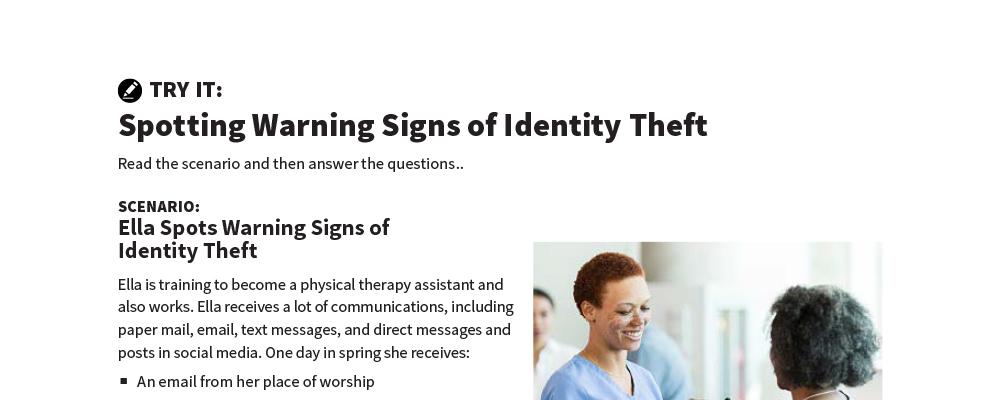 TRY IT:
Spotting Warning Signs of Identity Theft
Read the scenario and then answer the questions..
SCENARIO:
Ella Spots Warning Signs of
Identity Theft
Ella is training to become a physical therapy assistant and
also works. Ella receives a lot of communications, including
paper mail, email, text messages, and direct messages and
posts in social media. One day in spring she receives:
▪ An email from her place of worship